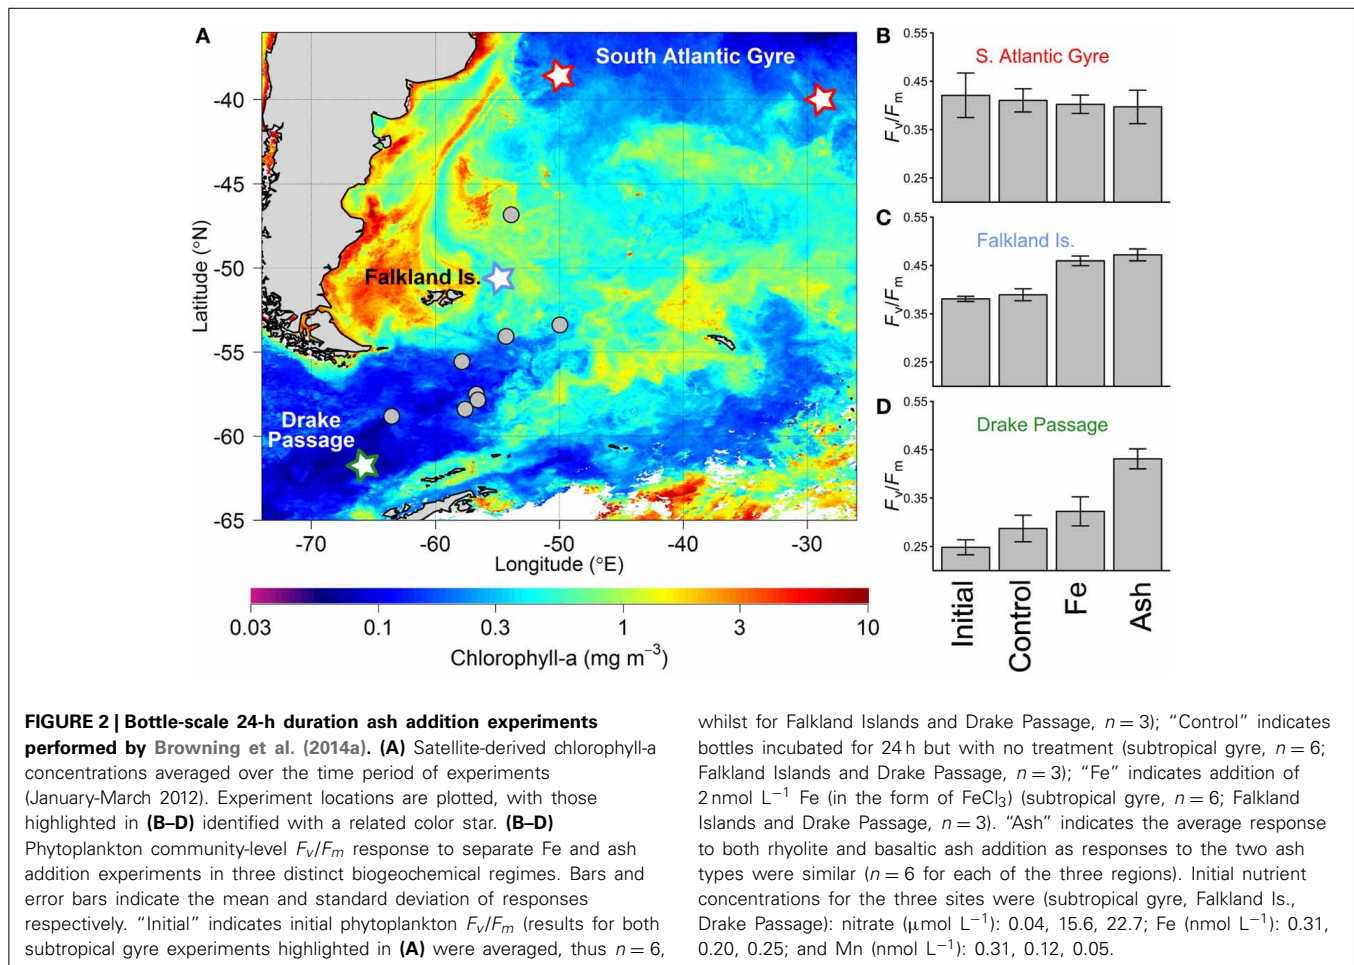 A
South Atlantic Gyre
Falkland Is.
Drake
Passage
-40
-45
-50
-55
-60
-65
Latitude (°N)
-70
-60
-50
-40
-30
Longitude (°E)
0.03
0.1
0.3
1
3
10
Chlorophyll-a (mg m⁻³)
B
0.55
0.45
0.35
0.25
Fᵥ/Fₘ
S. Atlantic Gyre
C
0.55
0.45
0.35
0.25
Fᵥ/Fₘ
Falkland Is.
D
0.55
0.45
0.35
0.25
Fᵥ/Fₘ
Drake Passage
Initial
Control
Fe
Ash
FIGURE 2 | Bottle-scale 24-h duration ash addition experiments
performed by Browning et al. (2014a). (A) Satellite-derived chlorophyll-a
concentrations averaged over the time period of experiments
(January-March 2012). Experiment locations are plotted, with those
highlighted in (B–D) identified with a related color star. (B–D)
Phytoplankton community-level Fᵥ/Fₘ response to separate Fe and ash
addition experiments in three distinct biogeochemical regimes. Bars and
error bars indicate the mean and standard deviation of responses
respectively. “Initial” indicates initial phytoplankton Fᵥ/Fₘ (results for both
subtropical gyre experiments highlighted in (A) were averaged, thus n = 6,
whilst for Falkland Islands and Drake Passage, n = 3); “Control” indicates
bottles incubated for 24 h but with no treatment (subtropical gyre, n = 6;
Falkland Islands and Drake Passage, n = 3); “Fe” indicates addition of
2 nmol L⁻¹ Fe (in the form of FeCl₃) (subtropical gyre, n = 6; Falkland
Islands and Drake Passage, n = 3). “Ash” indicates the average response
to both rhyolite and basaltic ash addition as responses to the two ash
types were similar (n = 6 for each of the three regions). Initial nutrient
concentrations for the three sites were (subtropical gyre, Falkland Is.,
Drake Passage): nitrate (μmol L⁻¹): 0.04, 15.6, 22.7; Fe (nmol L⁻¹): 0.31,
0.20, 0.25; and Mn (nmol L⁻¹): 0.31, 0.12, 0.05.